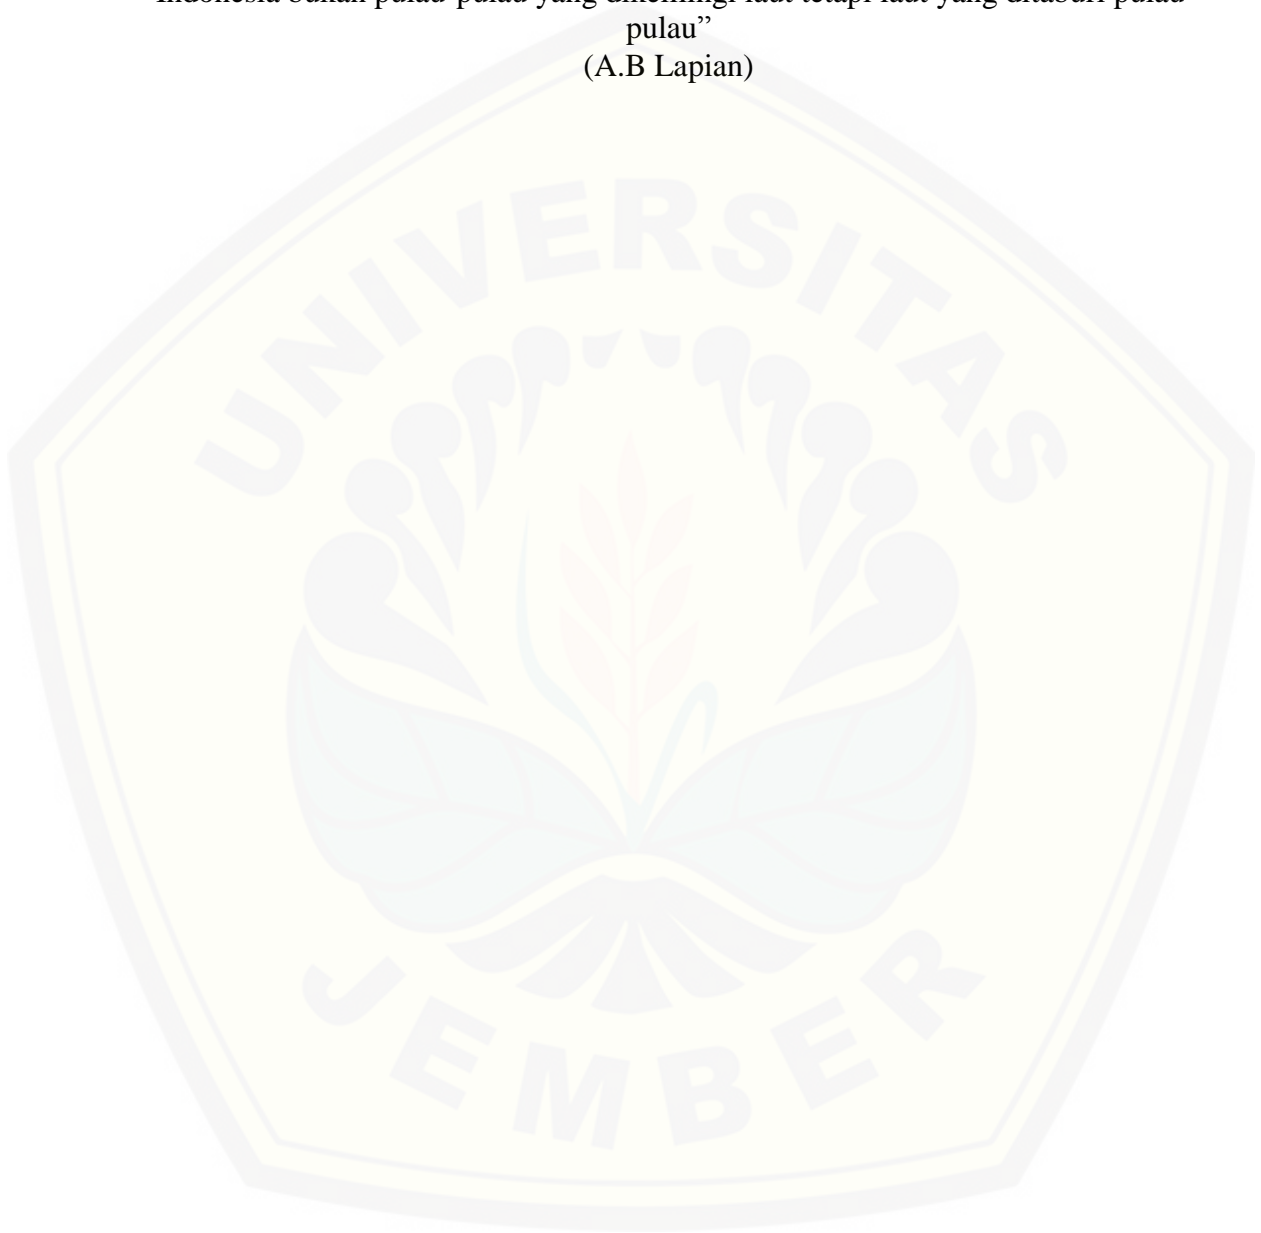 Indonesia bukan pulau-pulau yang dikelilingi laut tetapi laut yang ditaburi pulau-
pulau”
(A.B Lapian)
UNIVERSITAS
JEMBER